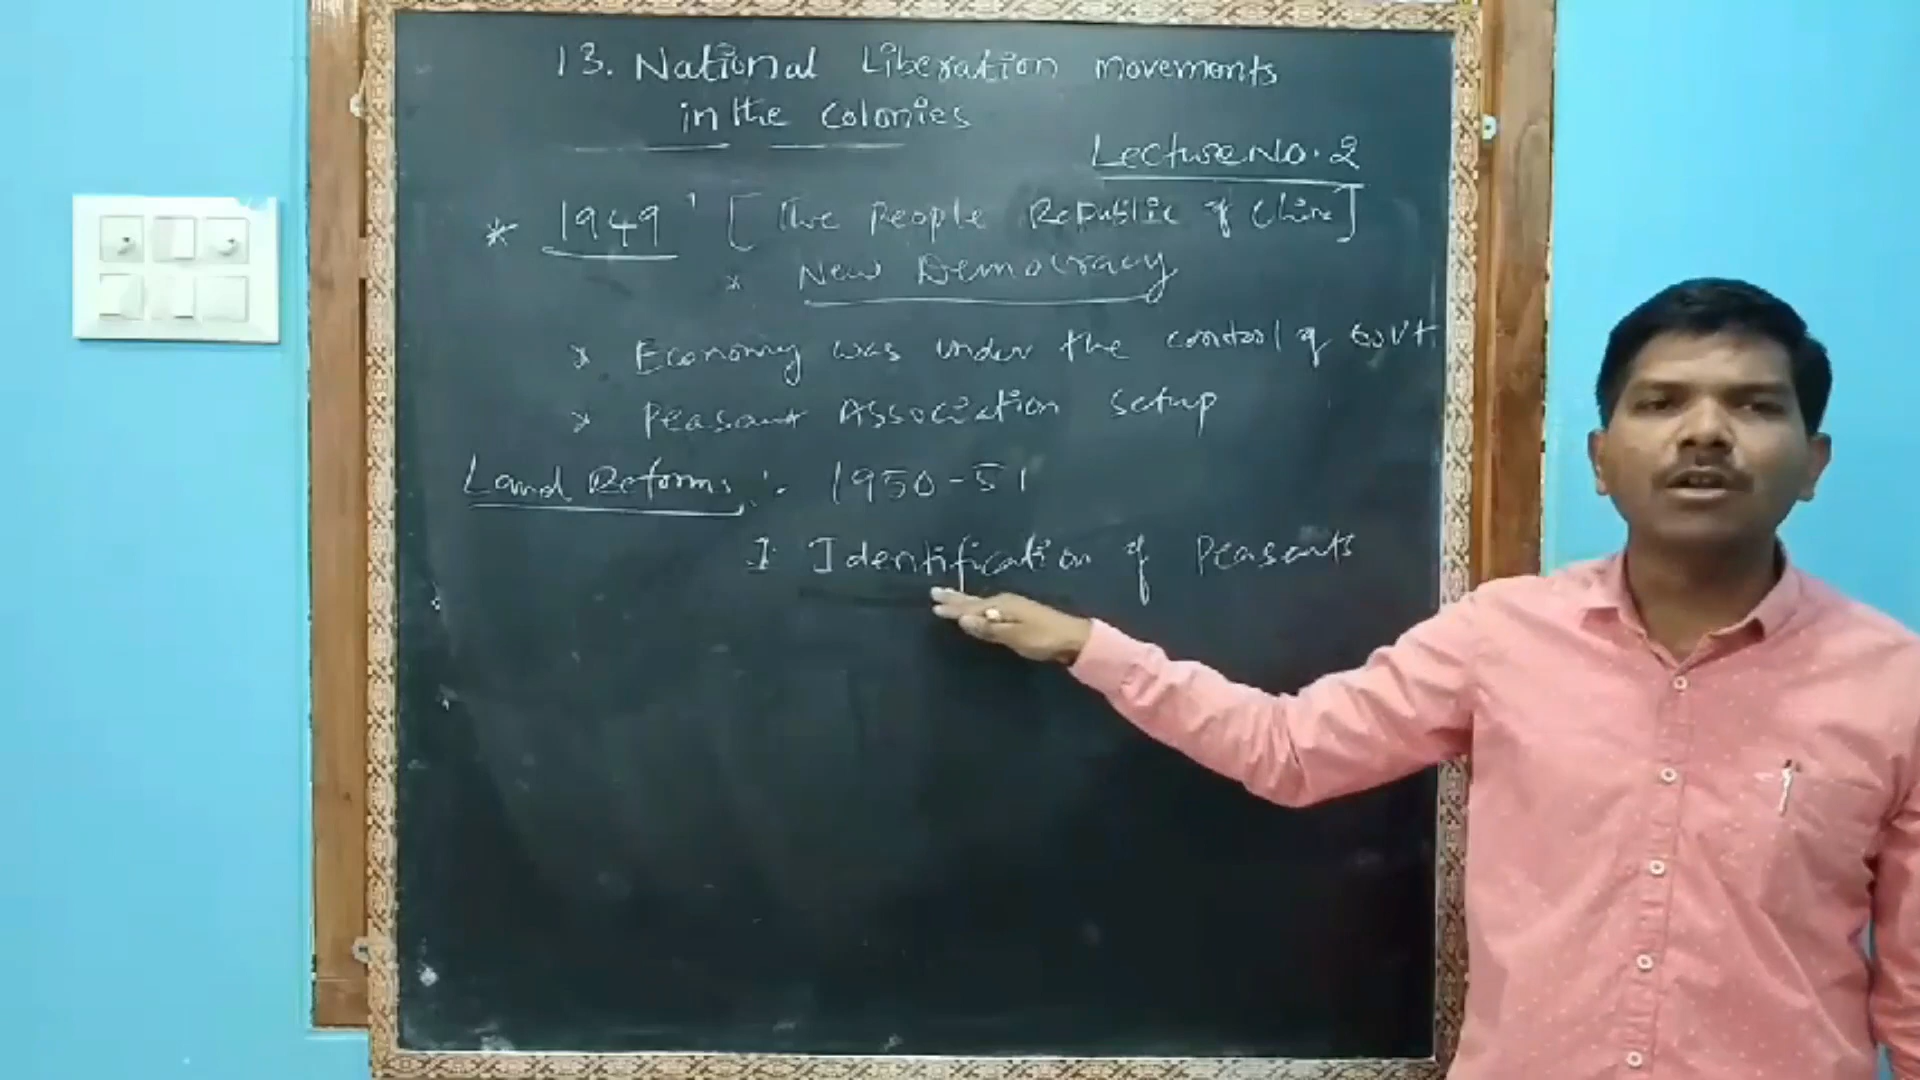 13. National Liberation movements
in the Colonies
Lecture No. 2
* 1949 [The People Republic of China]
* New Democracy
* Economy was under the control of Govt.
* Peasant Association setup
Land Reforms :- 1950-51
1. Identification of Peasants